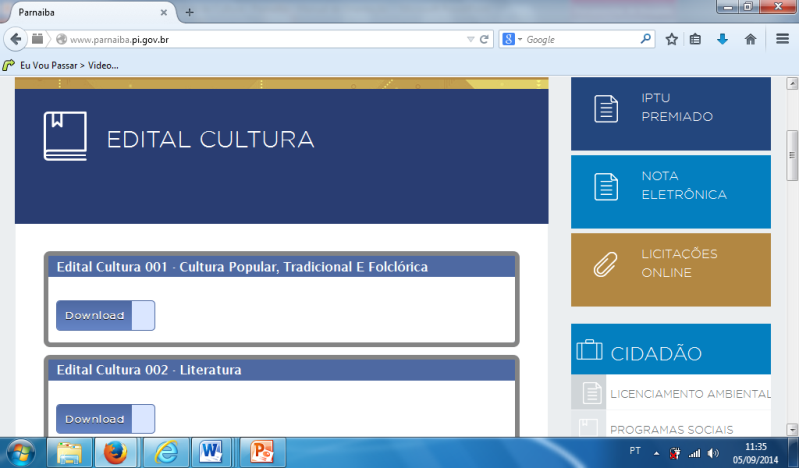 Parnaiba
www.parnaiba.pi.gov.br
Google
Eu Vou Passar > Video...
EDITAL CULTURA
Edital Cultura 001 - Cultura Popular, Tradicional E Folclórica
Download
Edital Cultura 002 - Literatura
Download
IPTU
PREMIADO
NOTA
ELETRÔNICA
LICITAÇÕES
ONLINE
CIDADÃO
LICENCIAMENTO AMBIENTAL
PROGRAMAS SOCIAIS
PT
11:35
05/09/2014